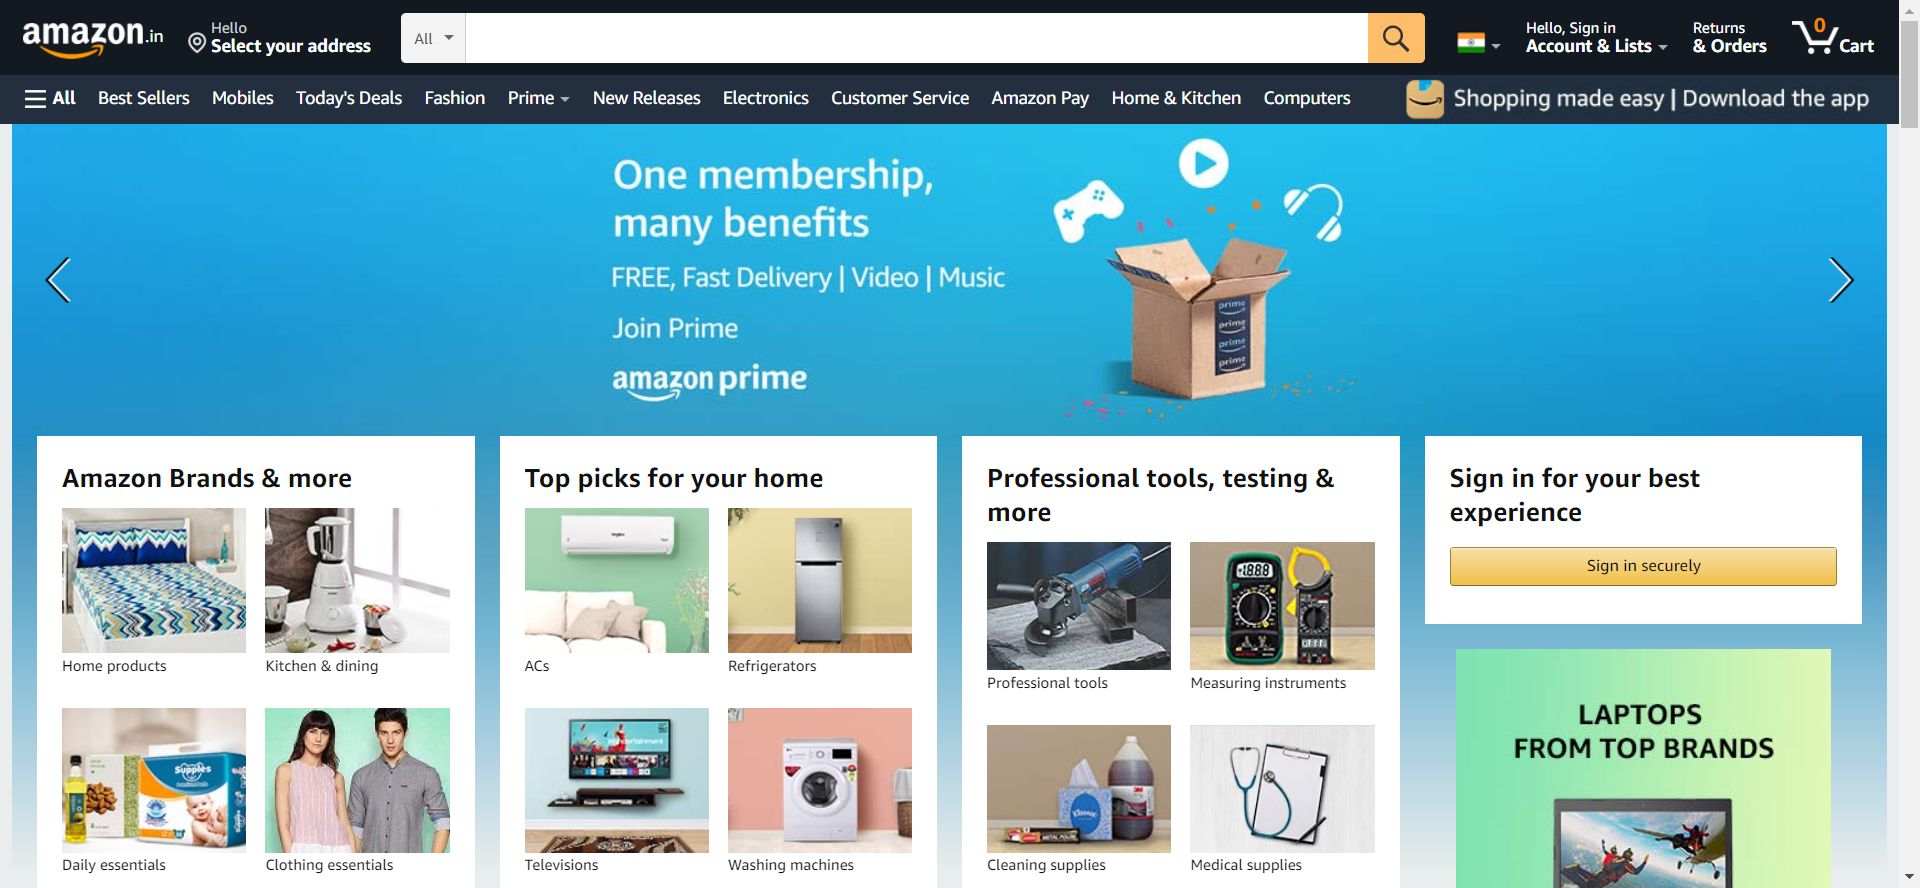 amazon.in
Hello
Select your address
All
Hello, Sign in
Account & Lists
Returns
& Orders
0
Cart
All
Best Sellers
Mobiles
Today's Deals
Fashion
Prime
New Releases
Electronics
Customer Service
Amazon Pay
Home & Kitchen
Computers
Shopping made easy | Download the app
One membership,
many benefits
FREE, Fast Delivery | Video | Music
Join Prime
amazon prime
prime
prime
prime
prime
Amazon Brands & more
Home products
Kitchen & dining
Supples
Daily essentials
Clothing essentials
Top picks for your home
ACs
Refrigerators
Televisions
Washing machines
Professional tools, testing &
more
Professional tools
Measuring instruments
Kleenex
3M
Cleaning supplies
Medical supplies
Sign in for your best
experience
Sign in securely
LAPTOPS
FROM TOP BRANDS